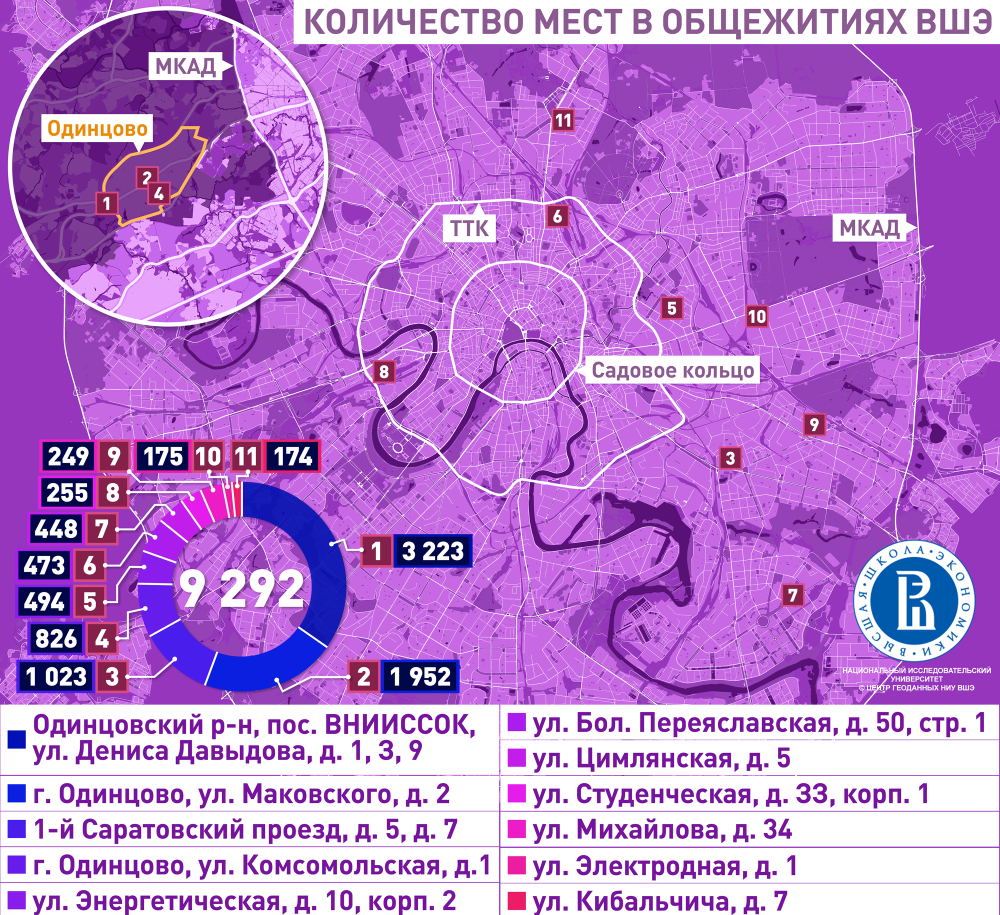 КОЛИЧЕСТВО МЕСТ В ОБЩЕЖИТИЯХ ВШЭ
МКАД
Одинцово
2
4
1
11
6
ТТК
МКАД
5
10
8
Садовое кольцо
9
3
7
249 9 175 10 11 174
255 8
448 7
473 6
494 5
826 4
1 023 3
1 3 223
2 1 952
9 292
ВЫСШАЯ • ШКОЛА • ЭКОНОМИКИ •
НАЦИОНАЛЬНЫЙ ИССЛЕДОВАТЕЛЬСКИЙ
УНИВЕРСИТЕТ
© ЦЕНТР ГЕОДАННЫХ НИУ ВШЭ
Одинцовский р-н, пос. ВНИИССОК,
ул. Дениса Давыдова, д. 1, 3, 9
г. Одинцово, ул. Маковского, д. 2
1-й Саратовский проезд, д. 5, д. 7
г. Одинцово, ул. Комсомольская, д.1
ул. Энергетическая, д. 10, корп. 2
ул. Бол. Переяславская, д. 50, стр. 1
ул. Цимлянская, д. 5
ул. Студенческая, д. 33, корп. 1
ул. Михайлова, д. 34
ул. Электродная, д. 1
ул. Кибальчича, д. 7